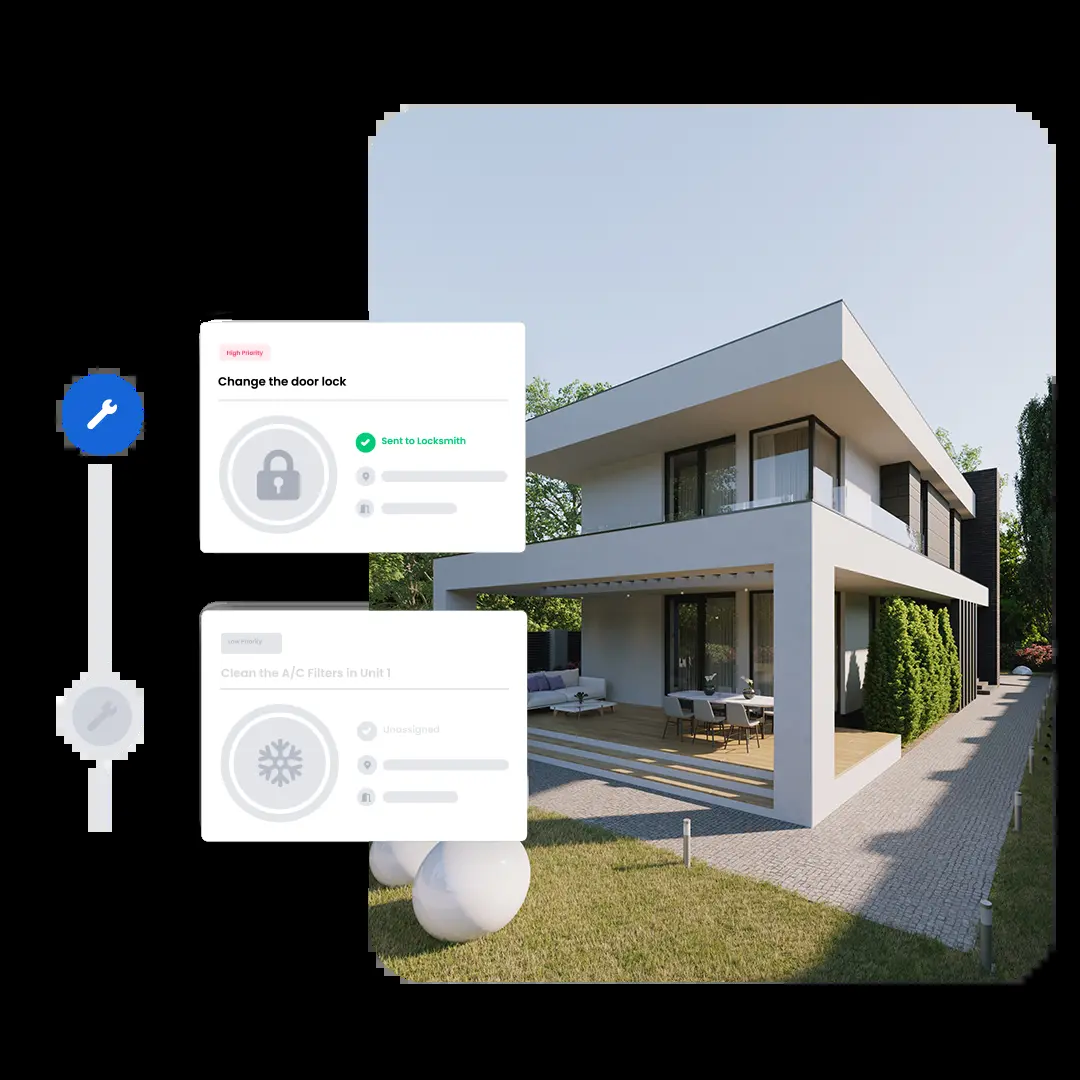 High Priority
Change the door lock
Sent to Locksmith
Low Priority
Clean the A/C Filters in Unit 1
Unassigned